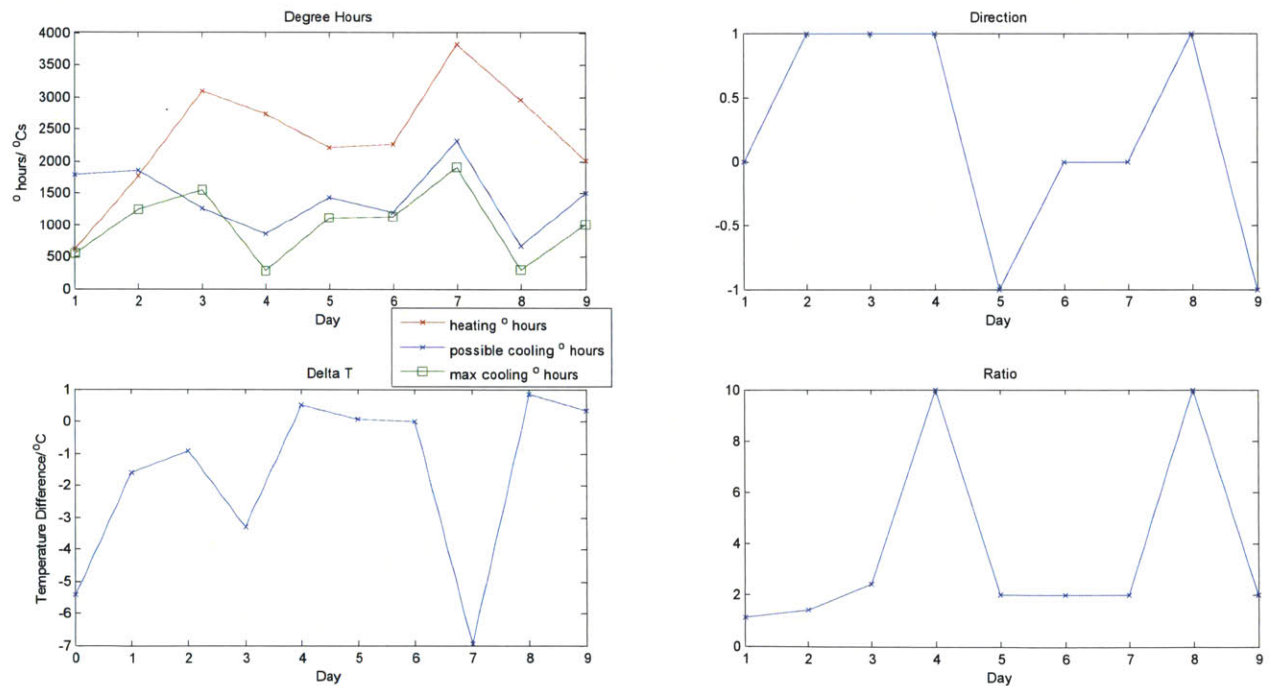 Degree Hours
4000
3500
3000
2500
2000
1500
1000
500
0
º hours/ ºCs
1 2 3 4 5 6 7 8 9
Day
Direction
1
0.5
0
-0.5
-1
1 2 3 4 5 6 7 8 9
Day
heating º hours
possible cooling º hours
max cooling º hours
Delta T
1
0
-1
-2
-3
-4
-5
-6
-7
Temperature Difference/ºC
0 1 2 3 4 5 6 7 8 9
Day
Ratio
10
8
6
4
2
0
1 2 3 4 5 6 7 8 9
Day